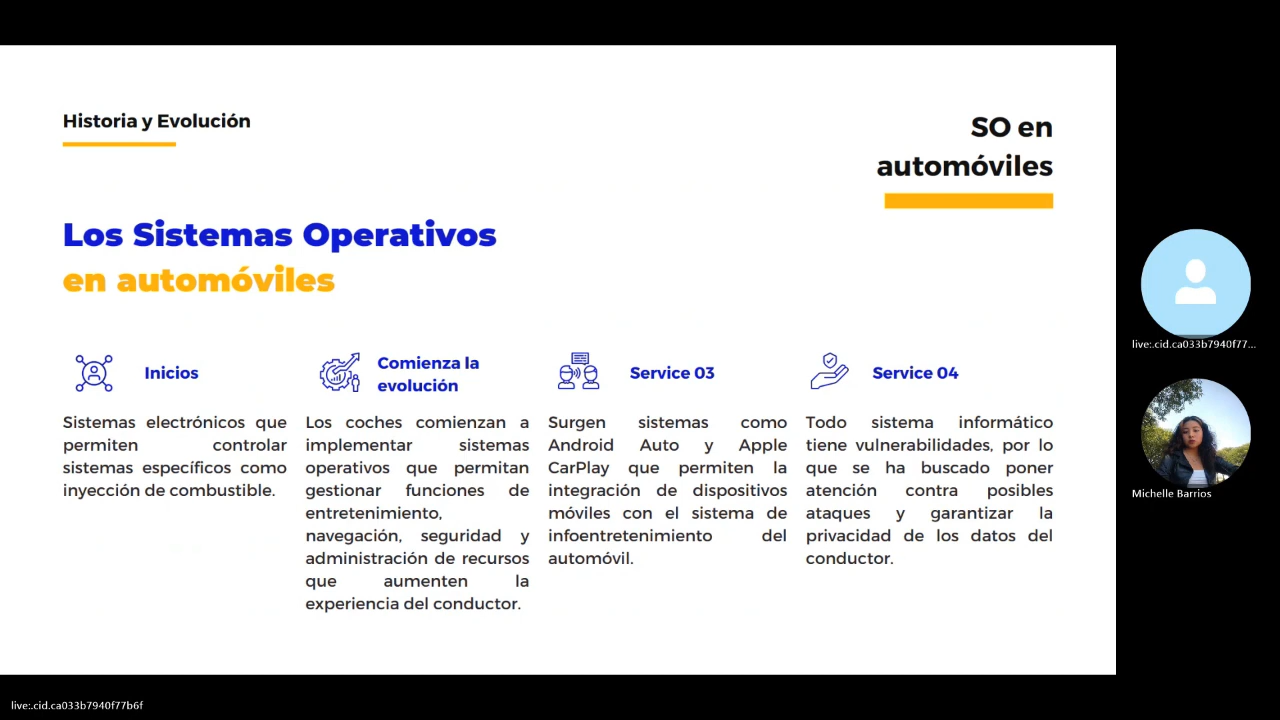 Historia y Evolución
SO en
automóviles
Los Sistemas Operativos
en automóviles
Inicios
Sistemas electrónicos que
permiten controlar
sistemas específicos como
inyección de combustible.
Comienza la
evolución
Los coches comienzan a
implementar sistemas
operativos que permitan
gestionar funciones de
entretenimiento,
navegación, seguridad y
administración de recursos
que aumenten la
experiencia del conductor.
Service 03
Surgen sistemas como
Android Auto y Apple
CarPlay que permiten la
integración de dispositivos
móviles con el sistema de
infoentretenimiento del
automóvil.
Service 04
Todo sistema informático
tiene vulnerabilidades, por lo
que se ha buscado poner
atención contra posibles
ataques y garantizar la
privacidad de los datos del
conductor.
live:.cid.ca033b7940f77...
Michelle Barrios
live:.cid.ca033b7940f77b6f